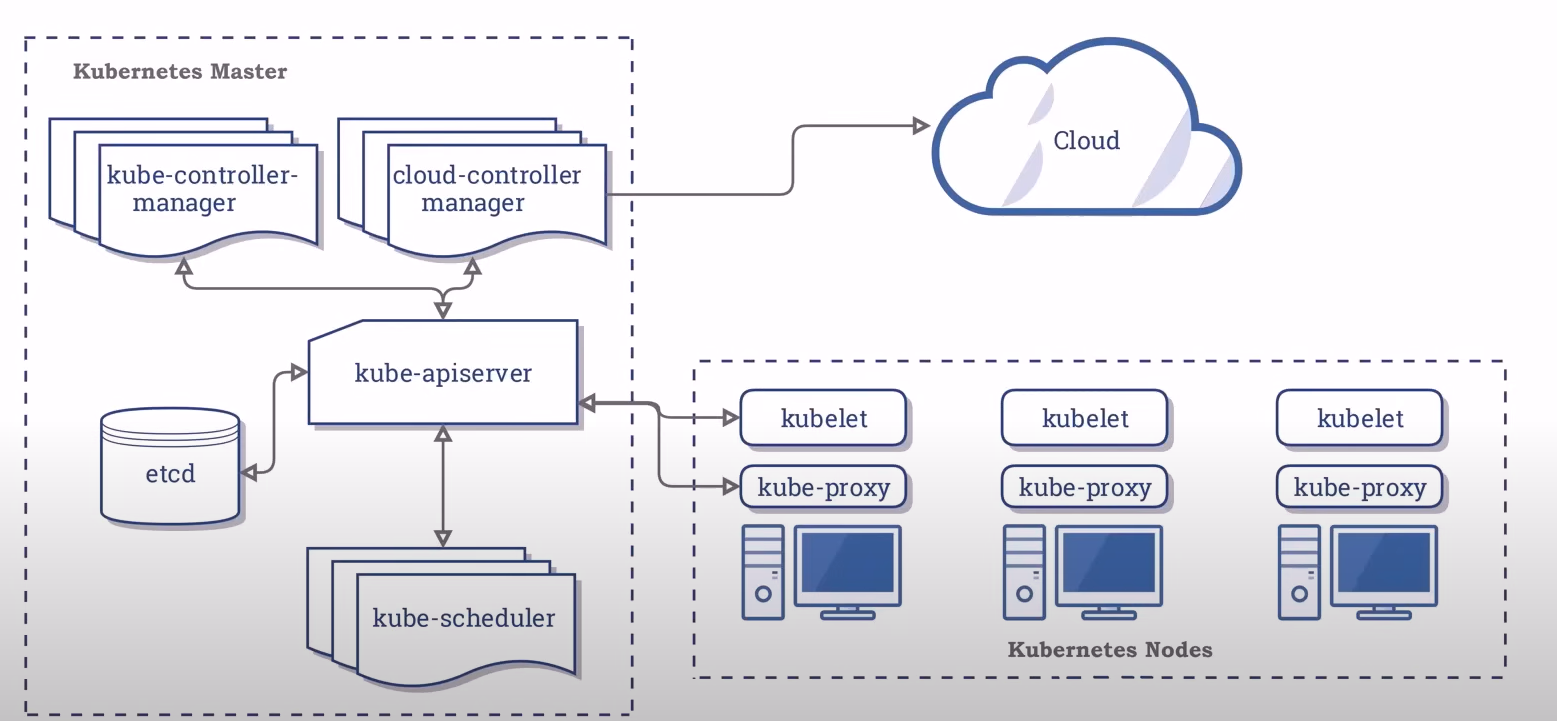 Kubernetes Master
kube-controller-
manager
cloud-controller
manager
Cloud
kube-apiserver
etcd
kube-scheduler
kubelet
kubelet
kubelet
kube-proxy
kube-proxy
kube-proxy
Kubernetes Nodes